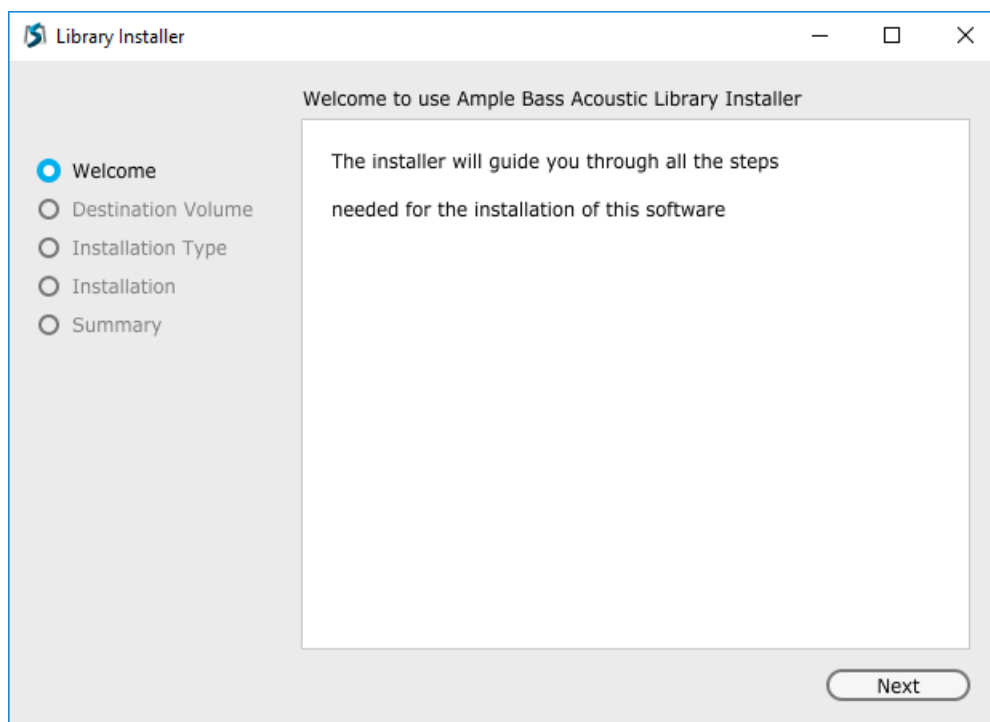 Library Installer
Welcome to use Ample Bass Acoustic Library Installer
Welcome
Destination Volume
Installation Type
Installation
Summary
The installer will guide you through all the steps
needed for the installation of this software
Next